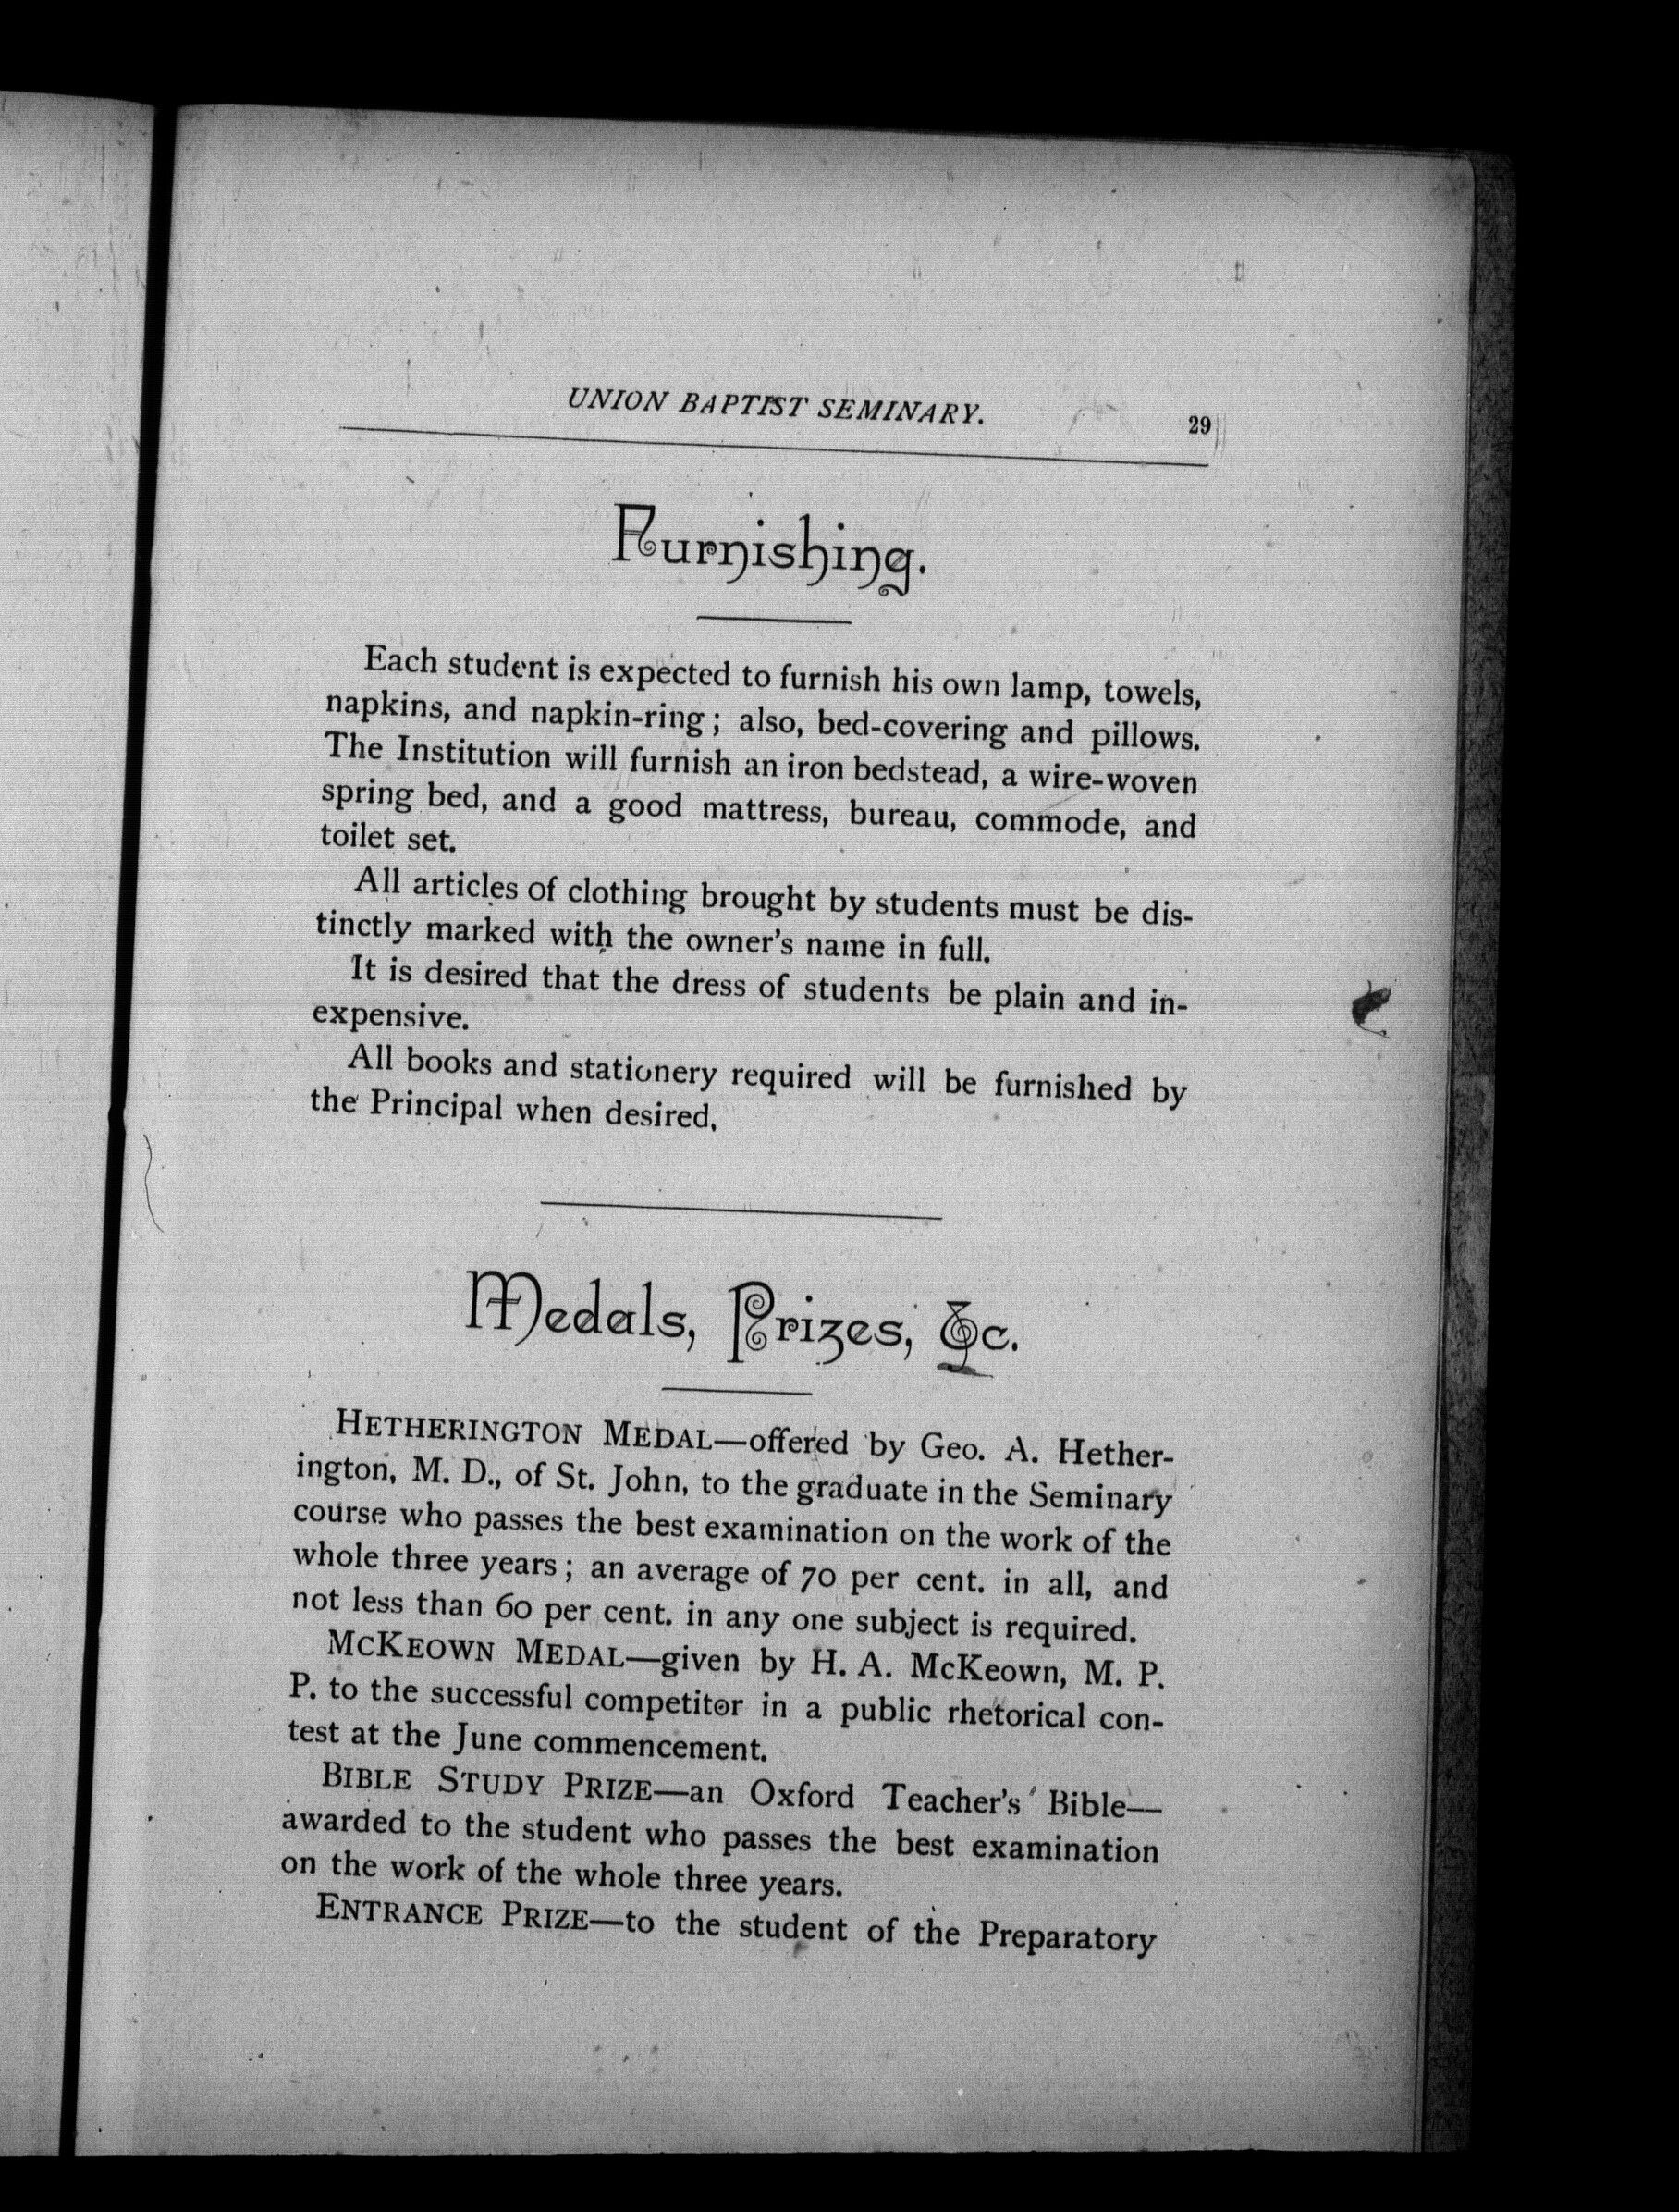 UNION BAPTIST SEMINARY. 29
Furnishing.
Each student is expected to furnish his own lamp, towels,
napkins, and napkin-ring; also, bed-covering and pillows.
The Institution will furnish an iron bedstead, a wire-woven
spring bed, and a good mattress, bureau, commode, and
toilet set.
All articles of clothing brought by students must be dis-
tinctly marked with the owner's name in full.
It is desired that the dress of students be plain and in-
expensive.
All books and stationery required will be furnished by
the Principal when desired,
Medals, Prizes, &c.
HETHERINGTON MEDAL—offered by Geo. A. Hether-
ington, M. D., of St. John, to the graduate in the Seminary
course who passes the best examination on the work of the
whole three years; an average of 70 per cent. in all, and
not less than 60 per cent. in any one subject is required.
MCKEOWN MEDAL—given by H. A. McKeown, M. P.
P. to the successful competitor in a public rhetorical con-
test at the June commencement.
BIBLE STUDY PRIZE—an Oxford Teacher's Bible—
awarded to the student who passes the best examination
on the work of the whole three years.
ENTRANCE PRIZE—to the student of the Preparatory